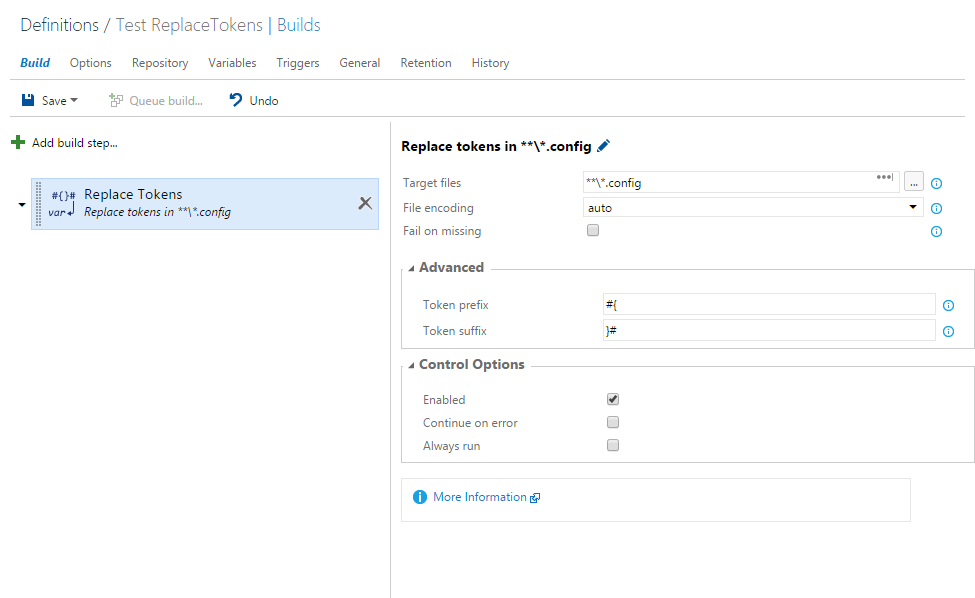 Definitions / Test ReplaceTokens | Builds
Build Options Repository Variables Triggers General Retention History
Save Queue build... Undo
Add build step...
#{}#
var
Replace Tokens
Replace tokens in **\*.config
Replace tokens in **\*.config
Target files **\*.config ...
File encoding auto
Fail on missing
Advanced
Token prefix #{
Token suffix }#
Control Options
Enabled
Continue on error
Always run
More Information